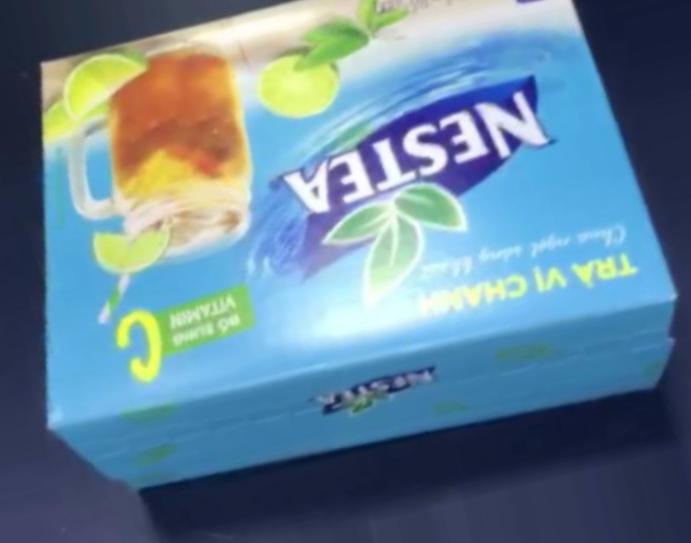 TRÀ VỊ CHANH
NESTEA
BỔ SUNG
VITAMIN
C
NESTEA